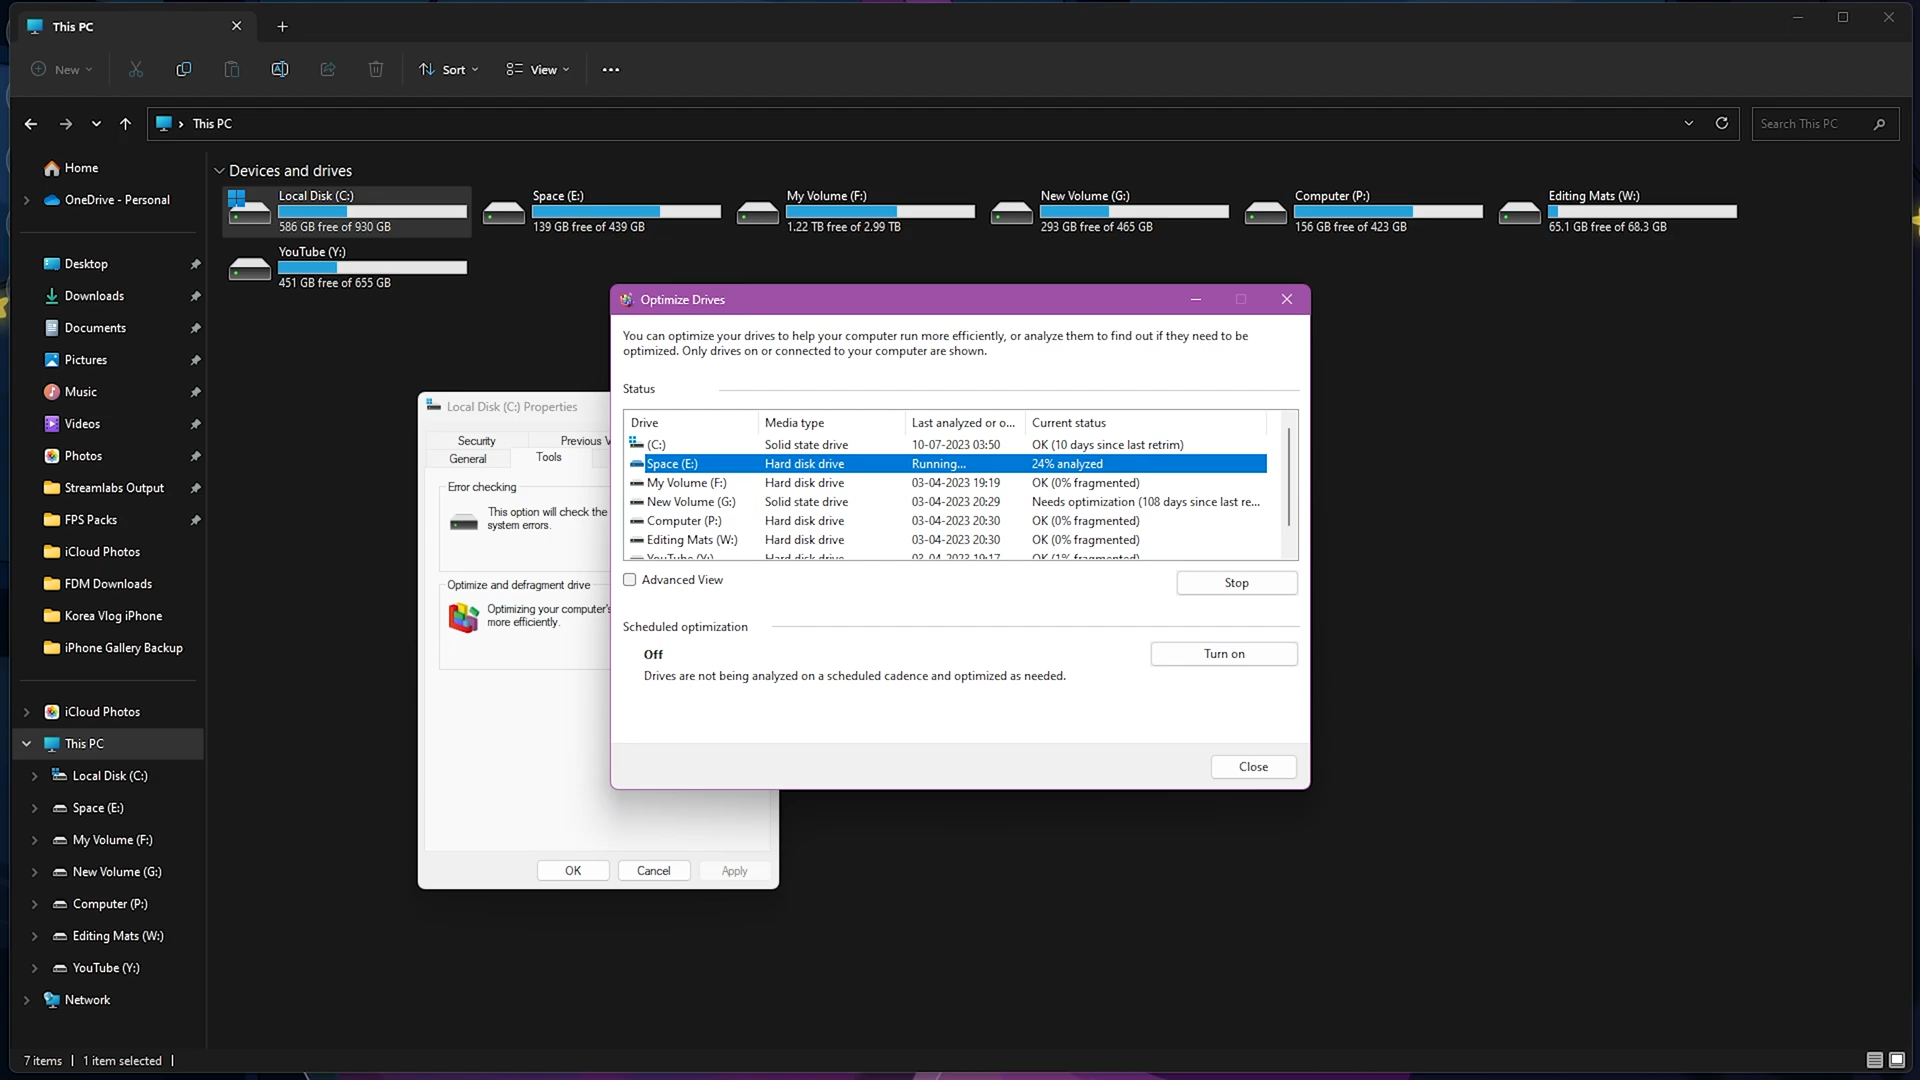 This PC
New
Sort
View
This PC
Search This PC
Home
OneDrive - Personal
Desktop
Downloads
Documents
Pictures
Music
Videos
Photos
Streamlabs Output
FPS Packs
iCloud Photos
FDM Downloads
Korea Vlog iPhone
iPhone Gallery Backup
iCloud Photos
This PC
Local Disk (C:)
Space (E:)
My Volume (F:)
New Volume (G:)
Computer (P:)
Editing Mats (W:)
YouTube (Y:)
Network
Devices and drives
Local Disk (C:)
586 GB free of 930 GB
Space (E:)
139 GB free of 439 GB
My Volume (F:)
1.22 TB free of 2.99 TB
New Volume (G:)
293 GB free of 465 GB
Computer (P:)
156 GB free of 423 GB
Editing Mats (W:)
65.1 GB free of 68.3 GB
YouTube (Y:)
451 GB free of 655 GB
Local Disk (C:) Properties
Security Previous V
General Tools
Error checking
This option will check the
system errors.
Optimize and defragment drive
Optimizing your computer's
more efficiently.
OK Cancel Apply
Optimize Drives
You can optimize your drives to help your computer run more efficiently, or analyze them to find out if they need to be
optimized. Only drives on or connected to your computer are shown.
Status
Drive Media type Last analyzed or o... Current status
(C:) Solid state drive 10-07-2023 03:50 OK (10 days since last retrim)
Space (E:) Hard disk drive Running... 24% analyzed
My Volume (F:) Hard disk drive 03-04-2023 19:19 OK (0% fragmented)
New Volume (G:) Solid state drive 03-04-2023 20:29 Needs optimization (108 days since last re...
Computer (P:) Hard disk drive 03-04-2023 20:30 OK (0% fragmented)
Editing Mats (W:) Hard disk drive 03-04-2023 20:30 OK (0% fragmented)
YouTube (Y:) Hard disk drive 03-04-2023 19:17 OK (1% fragmented)
Advanced View
Stop
Scheduled optimization
Off
Turn on
Drives are not being analyzed on a scheduled cadence and optimized as needed.
Close
7 items 1 item selected